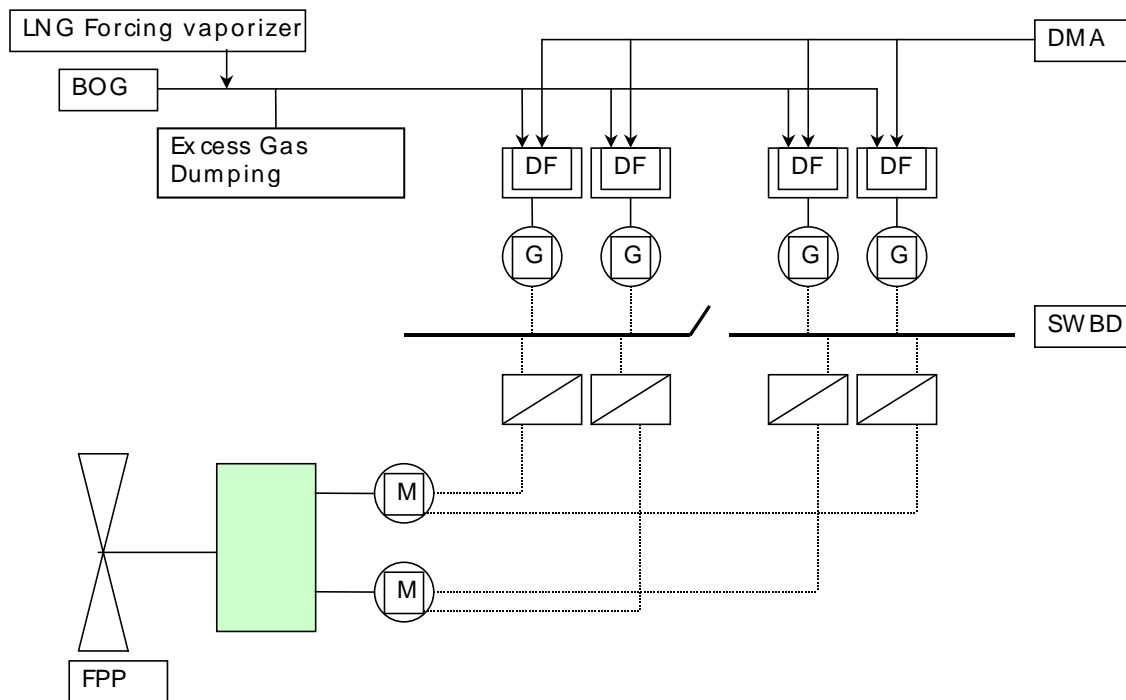 LNG Forcing vaporizer
DMA
BOG
Excess Gas
Dumping
DF
DF
DF
DF
G
G
G
G
SWBD
M
M
FPP